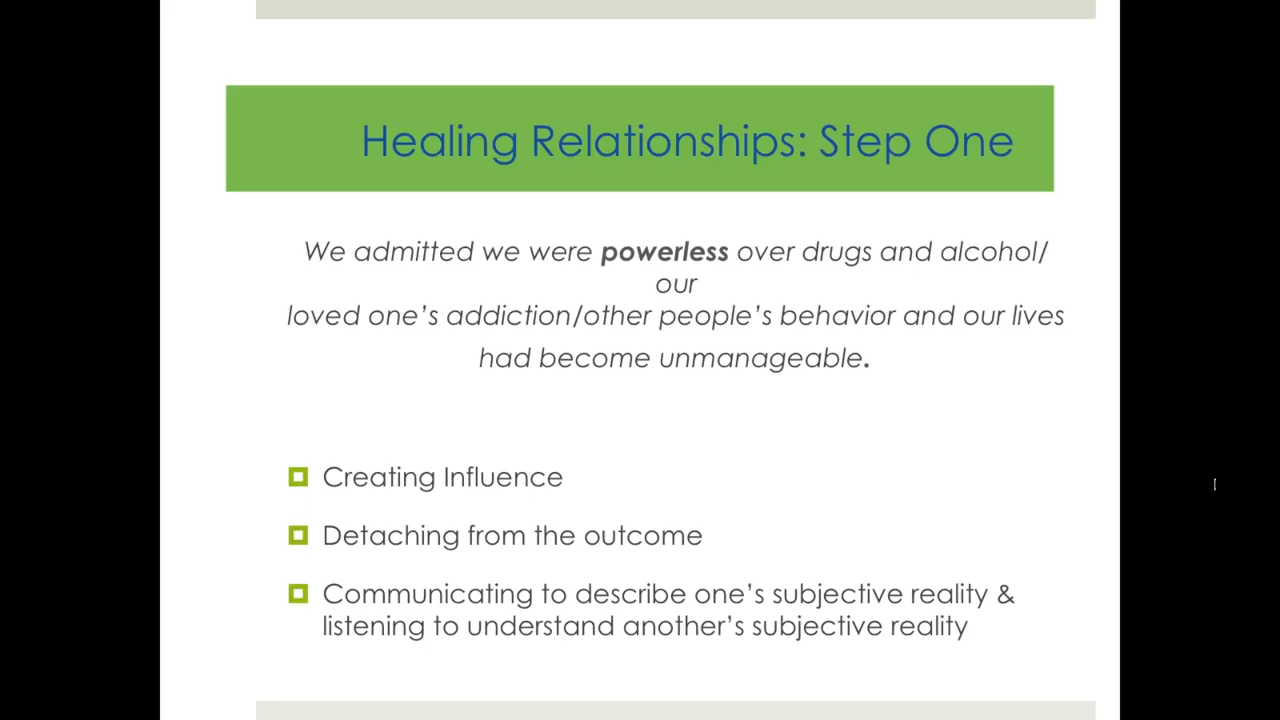 Healing Relationships: Step One
We admitted we were powerless over drugs and alcohol/
our
loved one’s addiction/other people’s behavior and our lives
had become unmanageable.
Creating Influence
Detaching from the outcome
Communicating to describe one’s subjective reality &
listening to understand another’s subjective reality